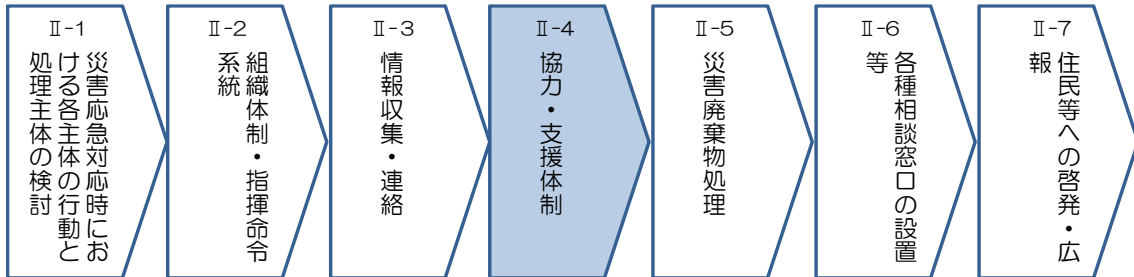 Ⅱ-1
災害応急対応時にお
ける各主体の行動と
処理主体の検討
Ⅱ-2
組織体制・指揮命令
系統
Ⅱ-3
情報収集・連絡
Ⅱ-4
協力・支援体制
Ⅱ-5
災害廃棄物処理
Ⅱ-6
各種相談窓口の設置
等
Ⅱ-7
住民等への啓発・広
報